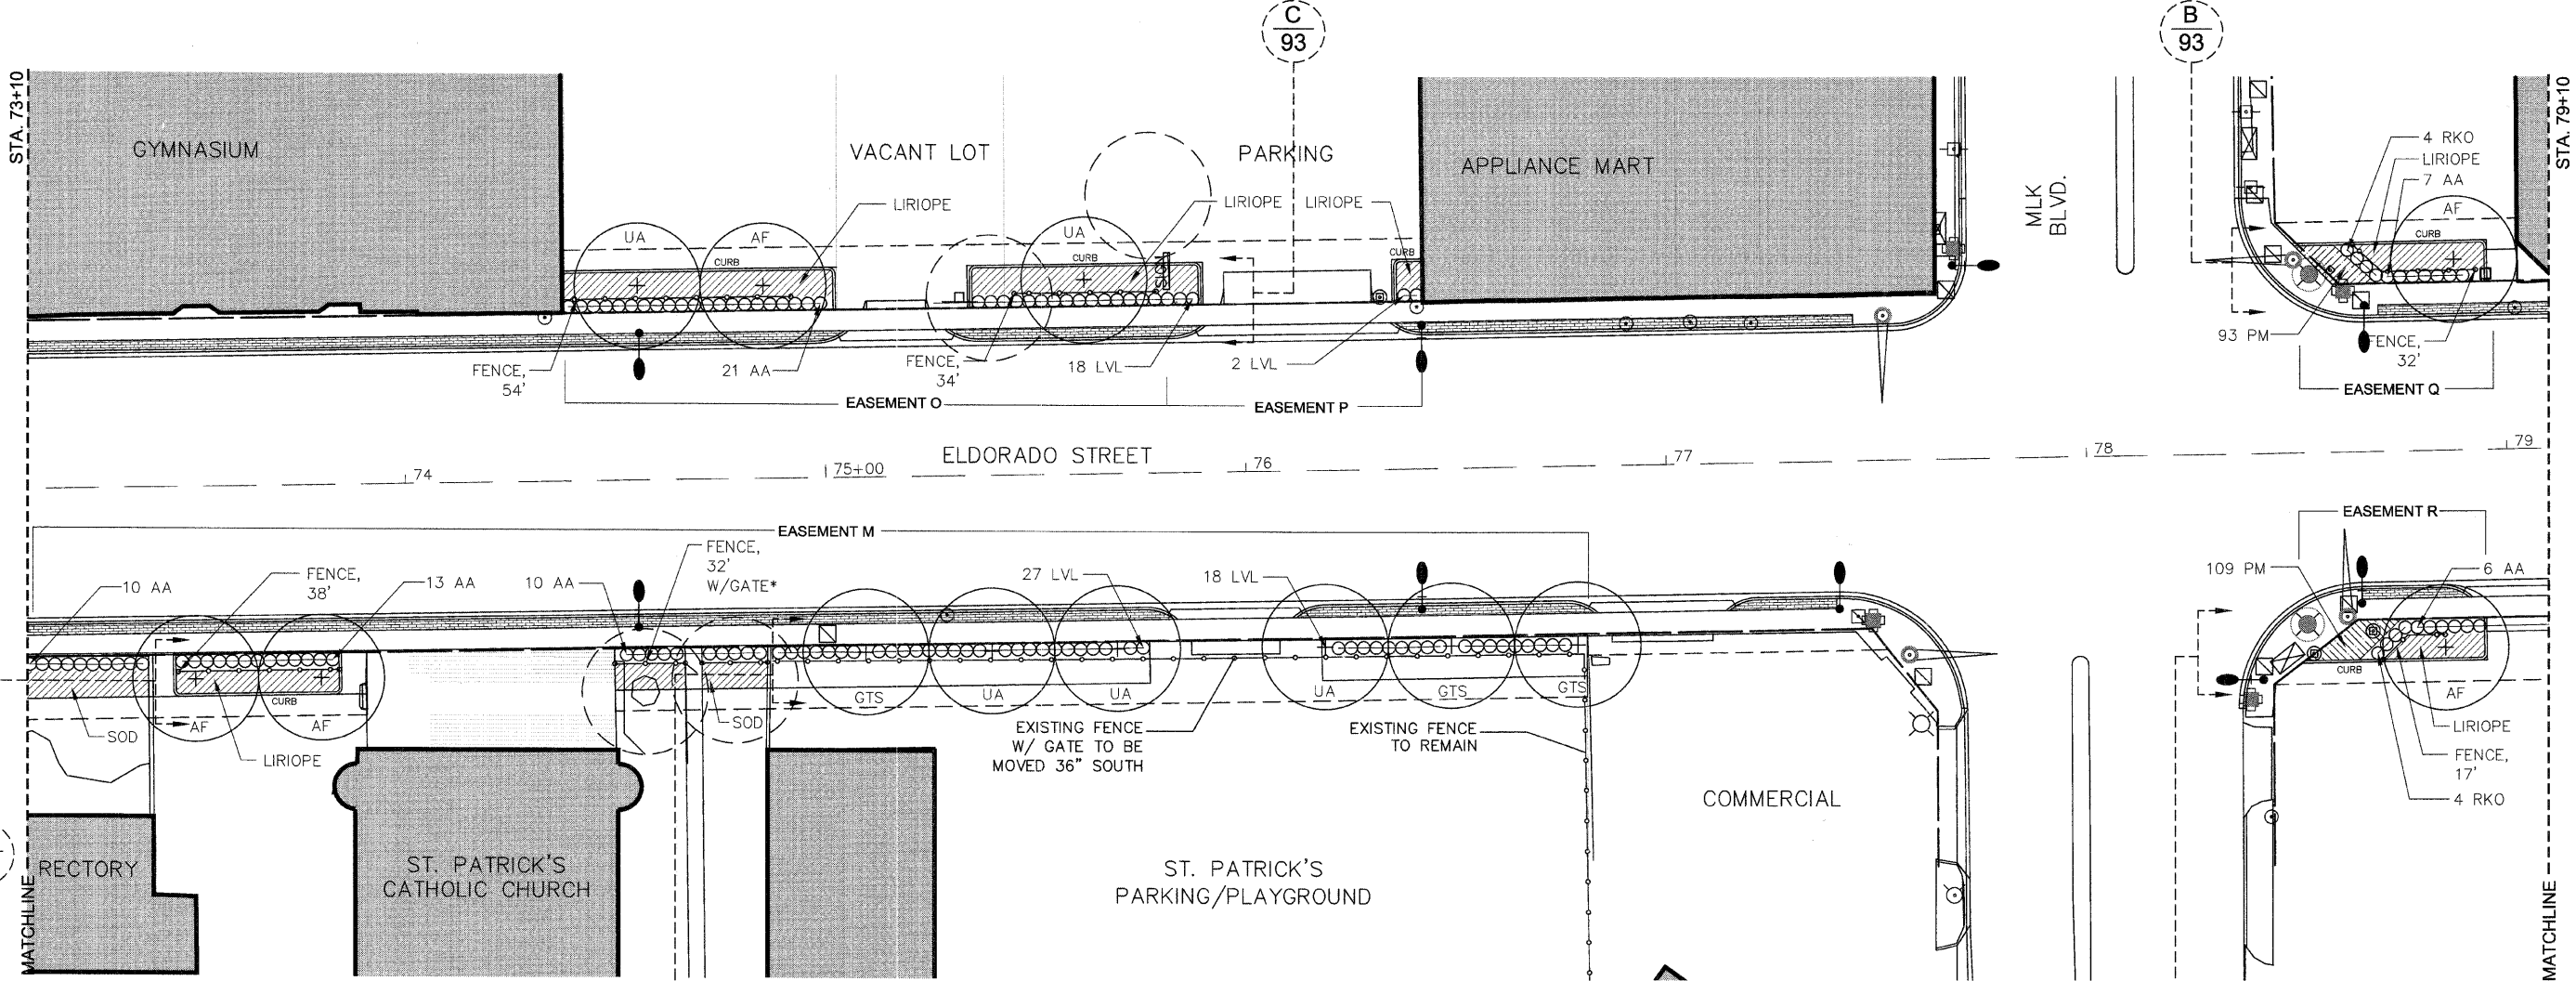 C
93
B
93
STA. 73+10
STA. 79+10
GYMNASIUM
VACANT LOT
PARKING
APPLIANCE MART
MLK
BLVD.
4 RKO
LIRIOPE
7 AA
AF
CURB
LIRIOPE
LIRIOPE
LIRIOPE
UA
AF
UA
CURB
CURB
CURB
SIGN
FENCE,
54'
21 AA
FENCE,
34'
18 LVL
2 LVL
93 PM
FENCE,
32'
EASEMENT O
EASEMENT P
EASEMENT Q
ELDORADO STREET
74
75+00
76
77
78
79
EASEMENT M
EASEMENT R
10 AA
FENCE,
38'
13 AA
10 AA
FENCE,
32'
W/GATE*
27 LVL
18 LVL
109 PM
6 AA
SOD
AF
CURB
AF
LIRIOPE
SOD
GTS
UA
UA
UA
GTS
GTS
CURB
AF
LIRIOPE
FENCE,
17'
4 RKO
EXISTING FENCE
W/ GATE TO BE
MOVED 36" SOUTH
EXISTING FENCE
TO REMAIN
COMMERCIAL
RECTORY
ST. PATRICK'S
CATHOLIC CHURCH
ST. PATRICK'S
PARKING/PLAYGROUND
MATCHLINE
MATCHLINE